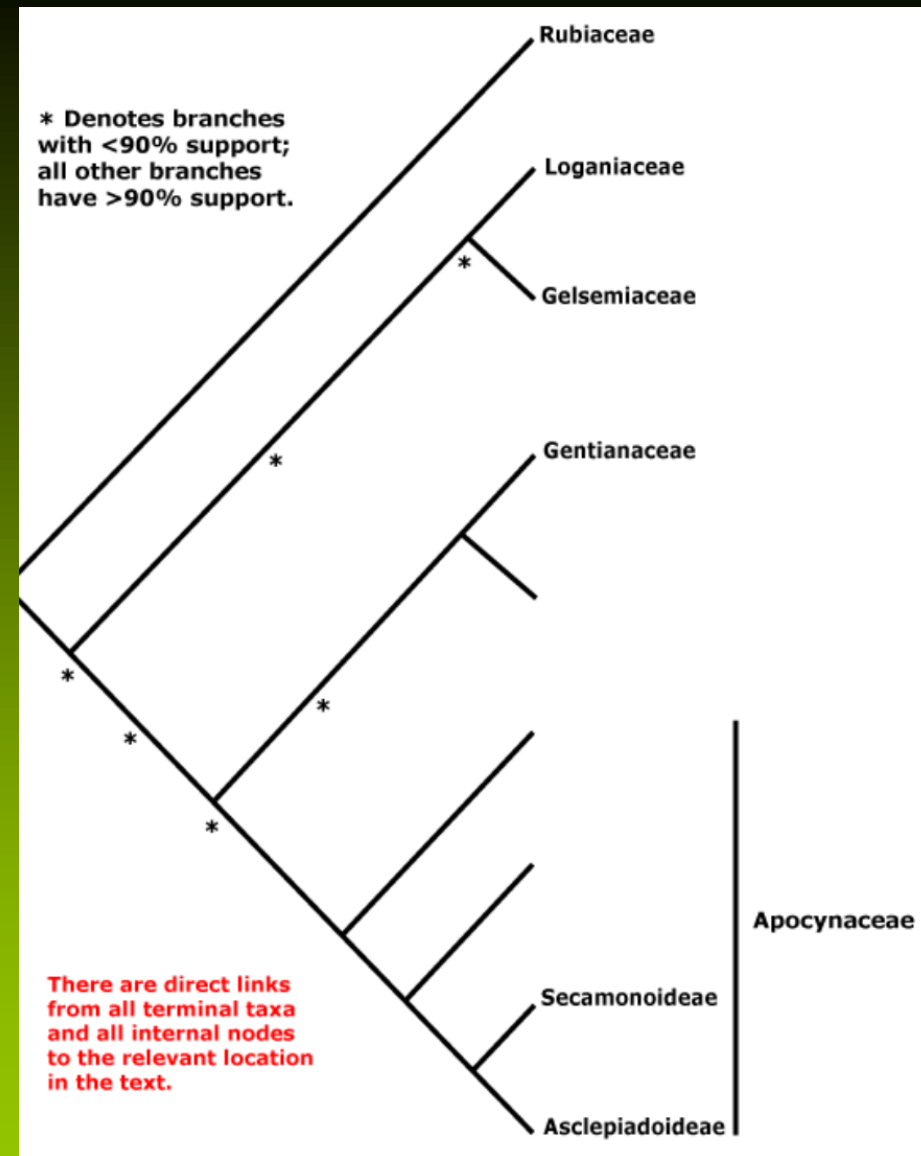 Rubiaceae
* Denotes branches
with <90% support;
all other branches
have >90% support.
Loganiaceae
*
Gelsemiaceae
*
Gentianaceae
*
*
*
*
Apocynaceae
There are direct links
from all terminal taxa
and all internal nodes
to the relevant location
in the text.
Secamonoideae
Asclepiadoideae